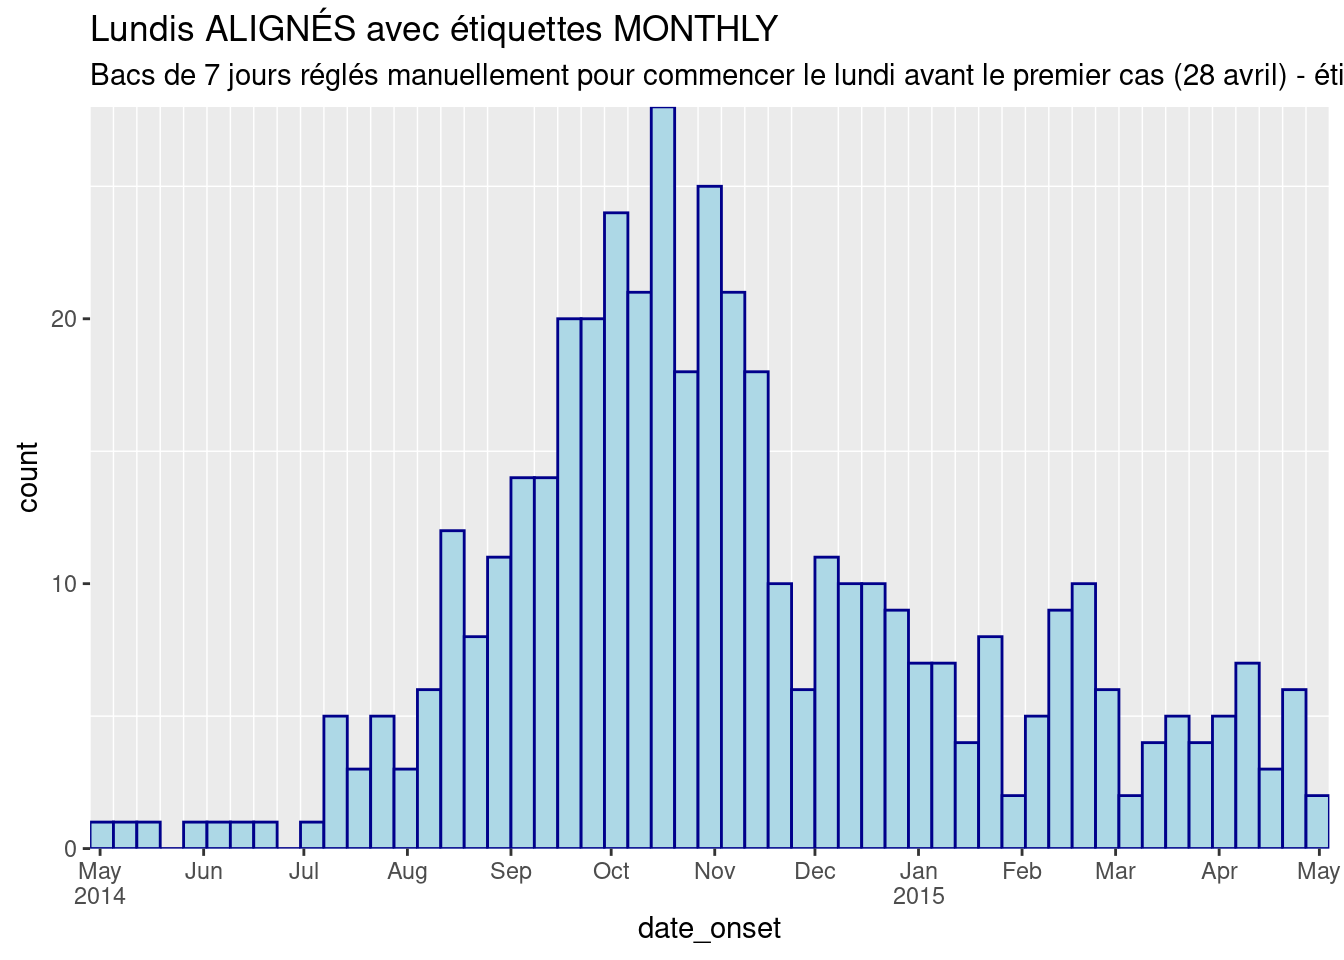 Lundis ALIGNÉS avec étiquettes MONTHLY
Bacs de 7 jours réglés manuellement pour commencer le lundi avant le premier cas (28 avril) - éti
20
10
0
count
May Jun Jul Aug Sep Oct Nov Dec Jan Feb Mar Apr May
2014 2015
date_onset